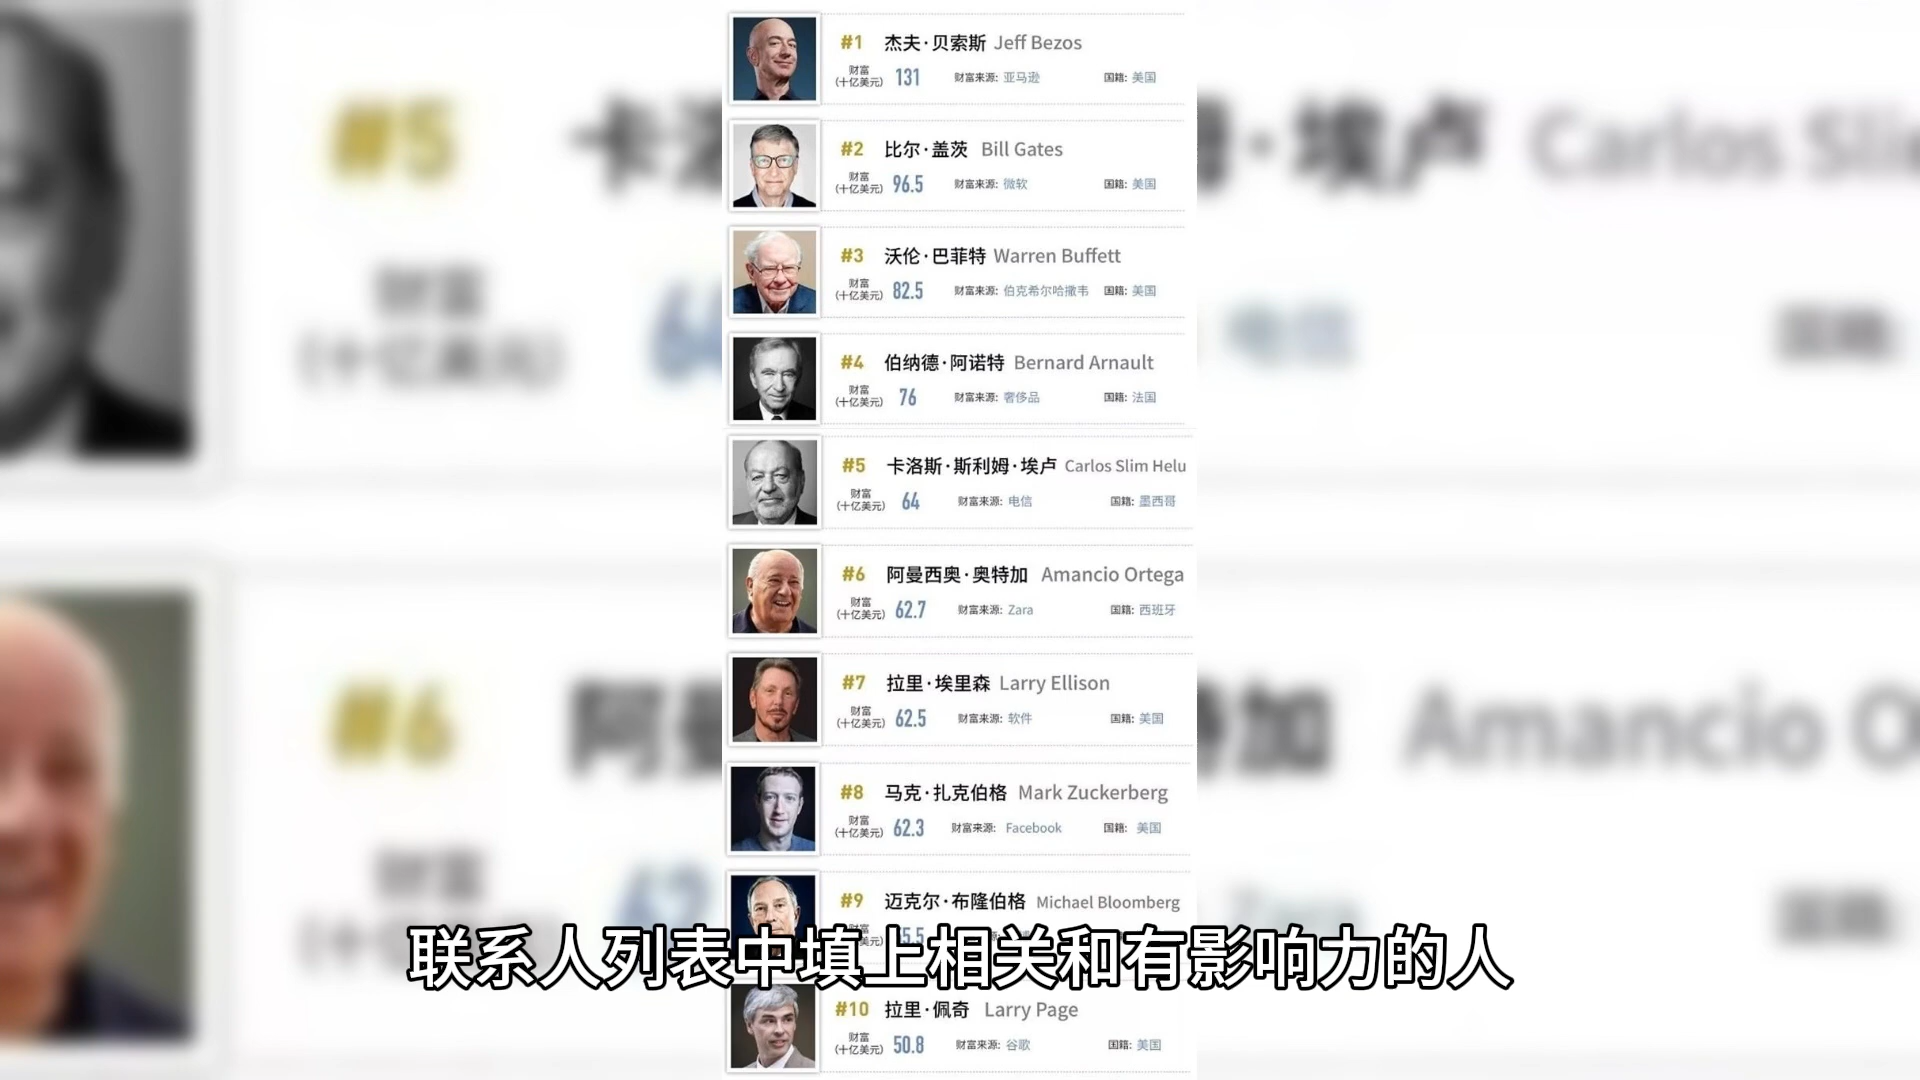 #1 杰夫·贝索斯 Jeff Bezos
财富
(十亿美元) 131 财富来源: 亚马逊 国籍: 美国
#2 比尔·盖茨 Bill Gates
财富
(十亿美元) 96.5 财富来源: 微软 国籍: 美国
#3 沃伦·巴菲特 Warren Buffett
财富
(十亿美元) 82.5 财富来源: 伯克希尔哈撒韦 国籍: 美国
#4 伯纳德·阿诺特 Bernard Arnault
财富
(十亿美元) 76 财富来源: 奢侈品 国籍: 法国
#5 卡洛斯·斯利姆·埃卢 Carlos Slim Helu
财富
(十亿美元) 64 财富来源: 电信 国籍: 墨西哥
#6 阿曼西奥·奥特加 Amancio Ortega
财富
(十亿美元) 62.7 财富来源: Zara 国籍: 西班牙
#7 拉里·埃里森 Larry Ellison
财富
(十亿美元) 62.5 财富来源: 软件 国籍: 美国
#8 马克·扎克伯格 Mark Zuckerberg
财富
(十亿美元) 62.3 财富来源: Facebook 国籍: 美国
#9 迈克尔·布隆伯格 Michael Bloomberg
联系人列表中填上相关和有影响力的人
#10 拉里·佩奇 Larry Page
财富
(十亿美元) 50.8 财富来源: 谷歌 国籍: 美国